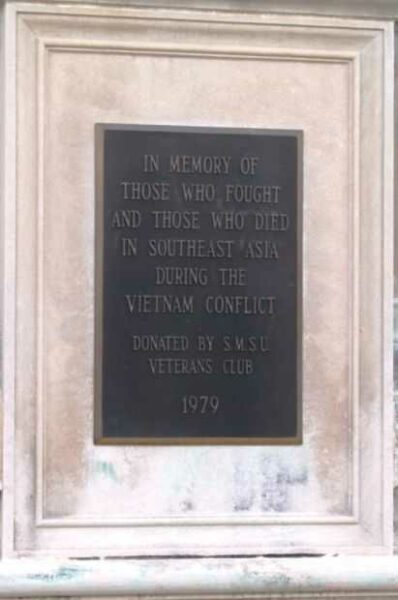 IN MEMORY OF
THOSE WHO FOUGHT
AND THOSE WHO DIED
IN SOUTHEAST ASIA
DURING THE
VIETNAM CONFLICT
DONATED BY S.M.S.U.
VETERANS CLUB
1979